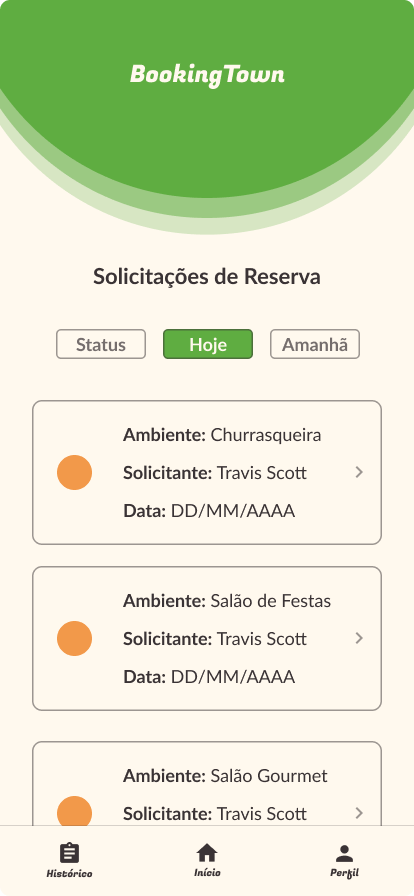 BookingTown
Solicitações de Reserva
Status Hoje Amanhã
Ambiente: Churrasqueira
Solicitante: Travis Scott
Data: DD/MM/AAAA
Ambiente: Salão de Festas
Solicitante: Travis Scott
Data: DD/MM/AAAA
Ambiente: Salão Gourmet
Solicitante: Travis Scott
Histórico Início Perfil